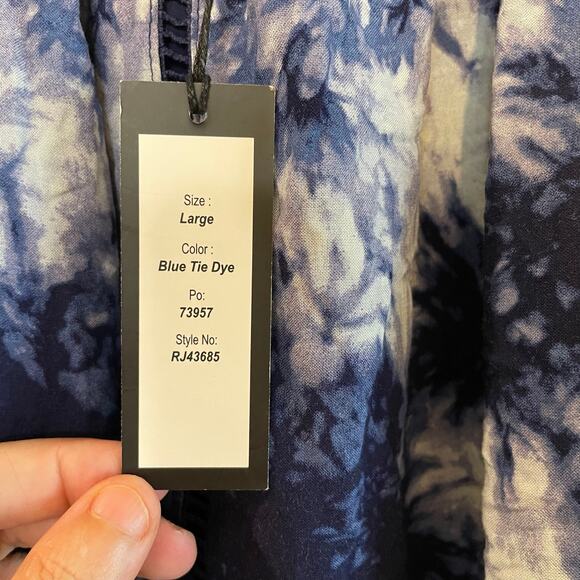 Size :
Large
Color :
Blue Tie Dye
Po:
73957
Style No:
RJ43685